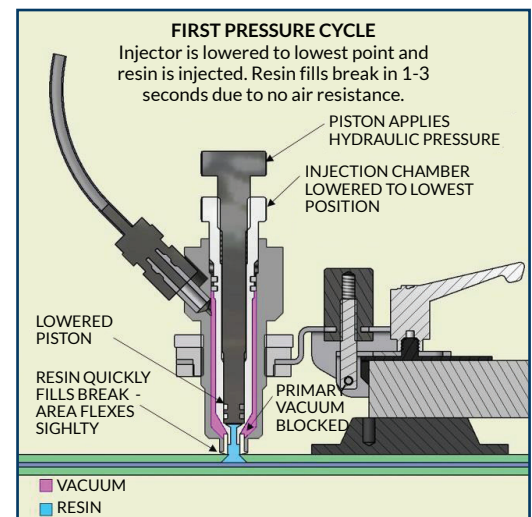 FIRST PRESSURE CYCLE
Injector is lowered to lowest point and
resin is injected. Resin fills break in 1-3
seconds due to no air resistance.
PISTON APPLIES
HYDRAULIC PRESSURE
INJECTION CHAMBER
LOWERED TO LOWEST
POSITION
LOWERED
PISTON
RESIN QUICKLY
FILLS BREAK -
AREA FLEXES
SIGHLTY
PRIMARY
VACUUM
BLOCKED
VACUUM
RESIN